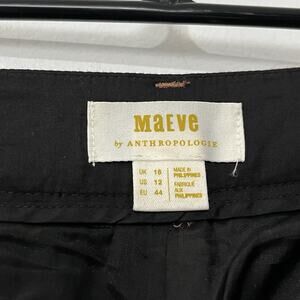 MAEVE
by ANTHROPOLOGIE
UK 16
US 12
EU 44
MADE IN
PHILIPPINES
FABRIQUÉ
AUX
PHILIPPINES